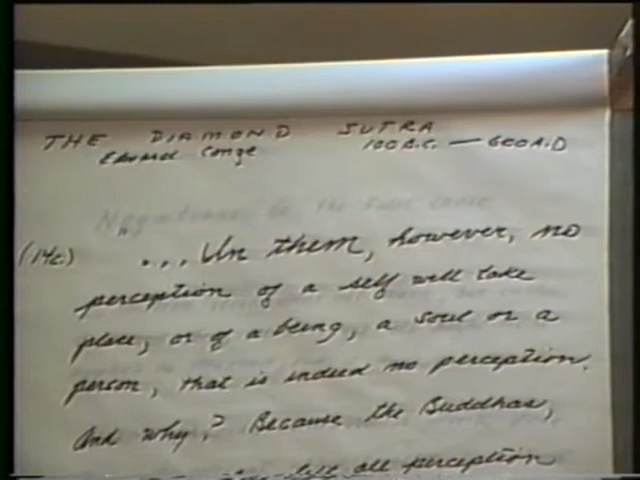 THE DIAMOND SUTRA
Edward Conze 100 B.C. — 600 A.D
(14c.) ... In them, however, no
perception of a self will take
place, or of a being, a soul or a
person, that is indeed no perception.
And why? Because the Buddhas,
left all perception